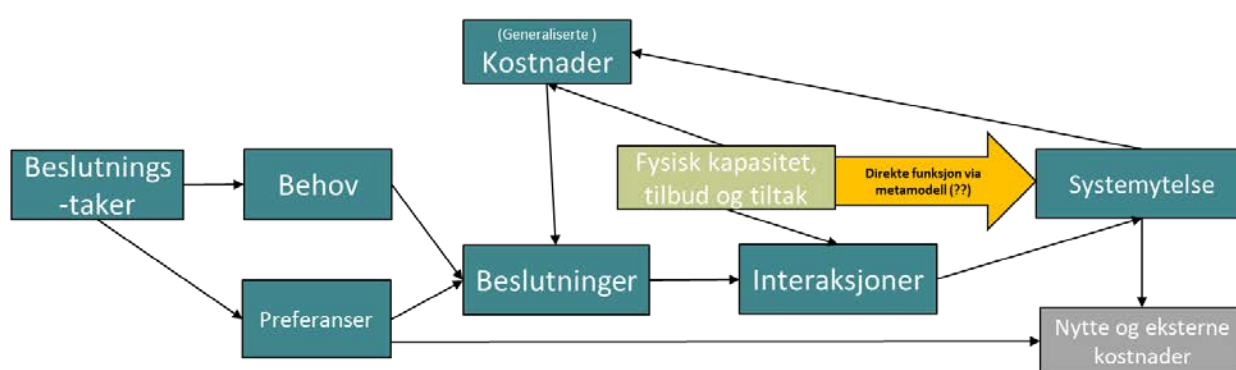 (Generaliserte )
Kostnader
Beslutnings
-taker
Behov
Fysisk kapasitet,
tilbud og tiltak
Direkte funksjon via
metamodell (??)
Systemytelse
Beslutninger
Interaksjoner
Preferanser
Nytte og eksterne
kostnader